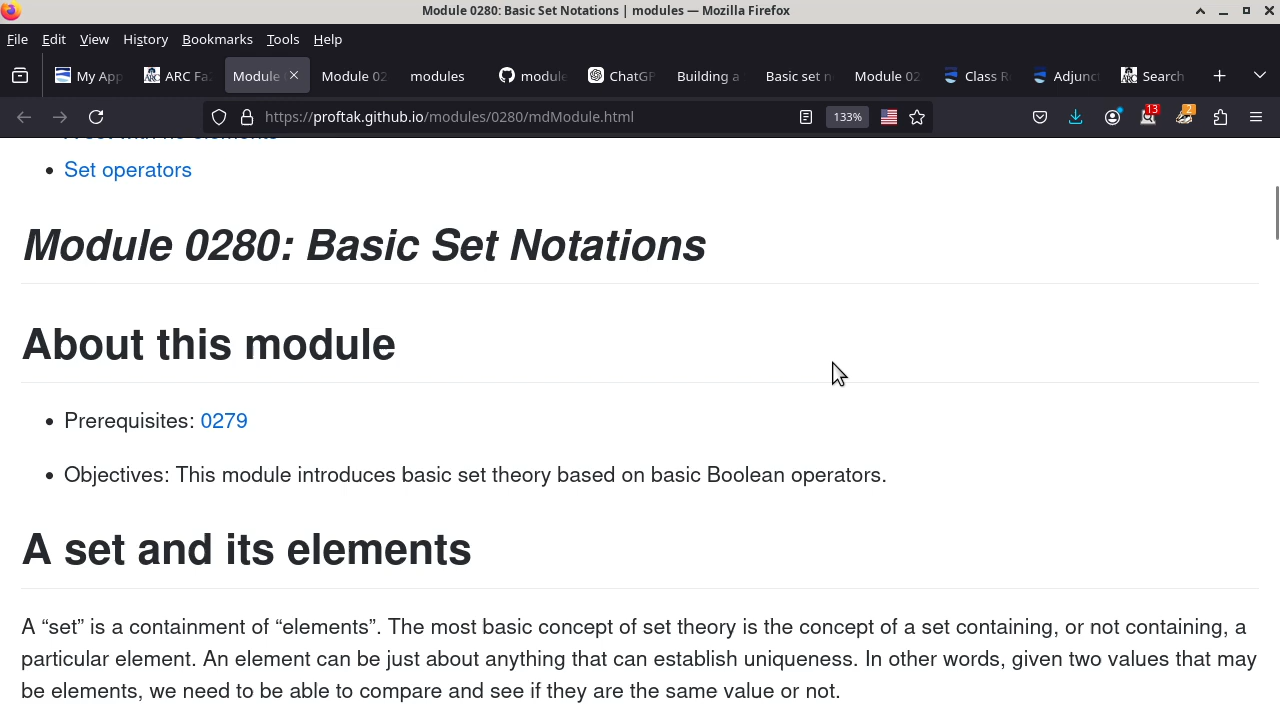 Module 0280: Basic Set Notations | modules — Mozilla Firefox
File Edit View History Bookmarks Tools Help
My App ARC Fa Module Module 02 modules module ChatGP Building a Basic set n Module 02 Class R Adjunc Search
https://proftak.github.io/modules/0280/mdModule.html 133% 13 2
Set operators
Module 0280: Basic Set Notations
About this module
Prerequisites: 0279
Objectives: This module introduces basic set theory based on basic Boolean operators.
A set and its elements
A “set” is a containment of “elements”. The most basic concept of set theory is the concept of a set containing, or not containing, a
particular element. An element can be just about anything that can establish uniqueness. In other words, given two values that may
be elements, we need to be able to compare and see if they are the same value or not.